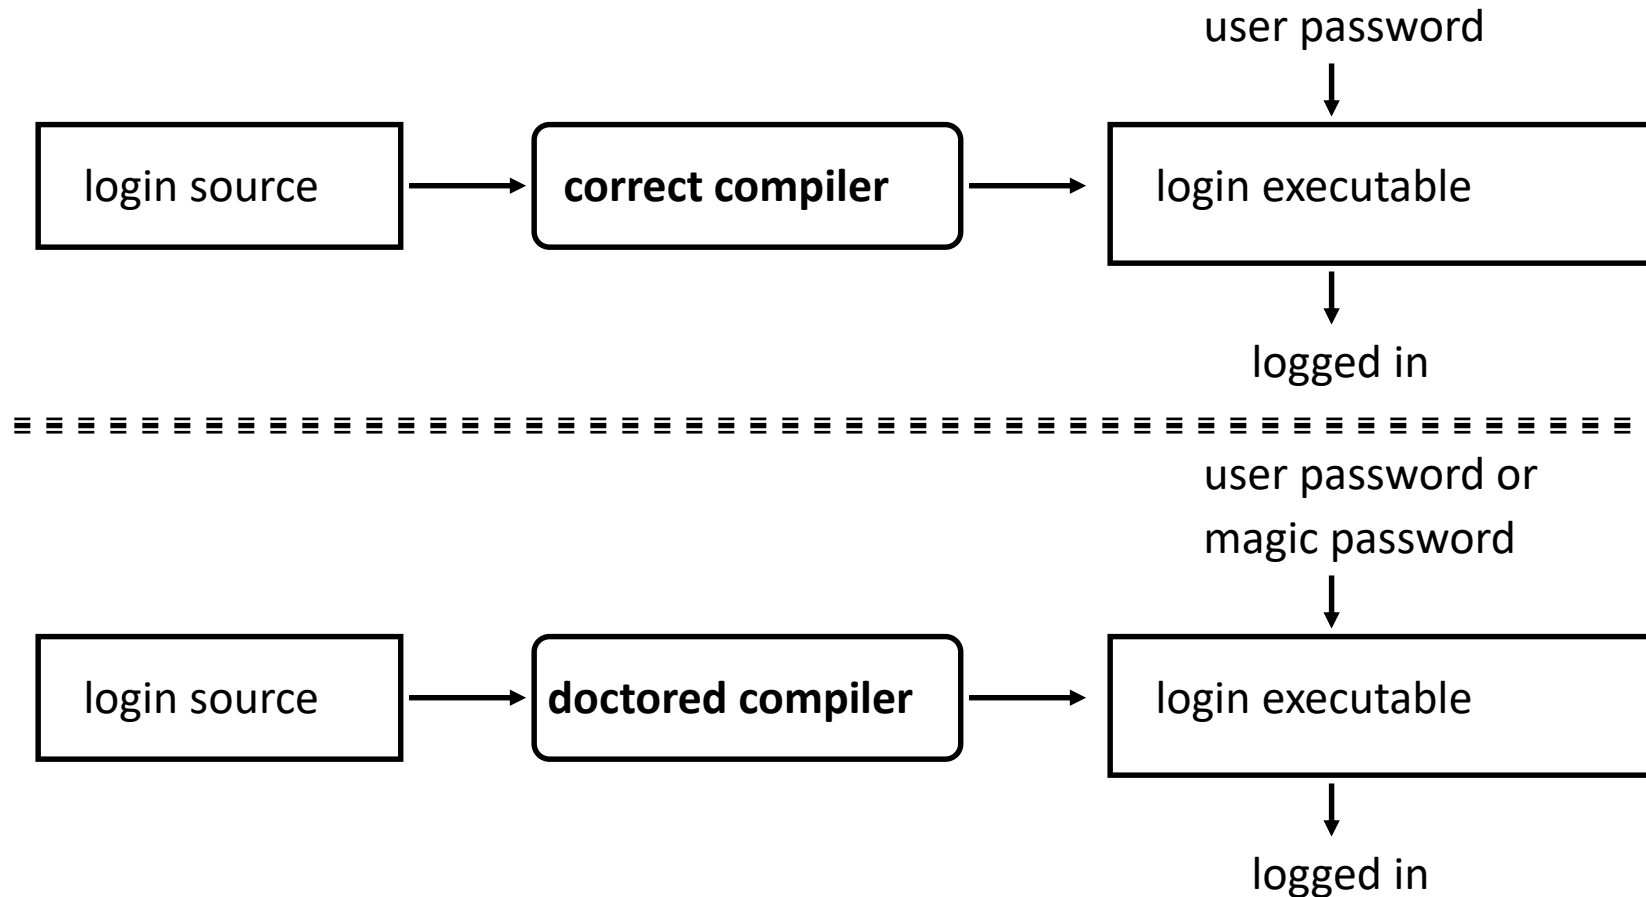 user password
login source
correct compiler
login executable
logged in
user password or
magic password
login source
doctored compiler
login executable
logged in